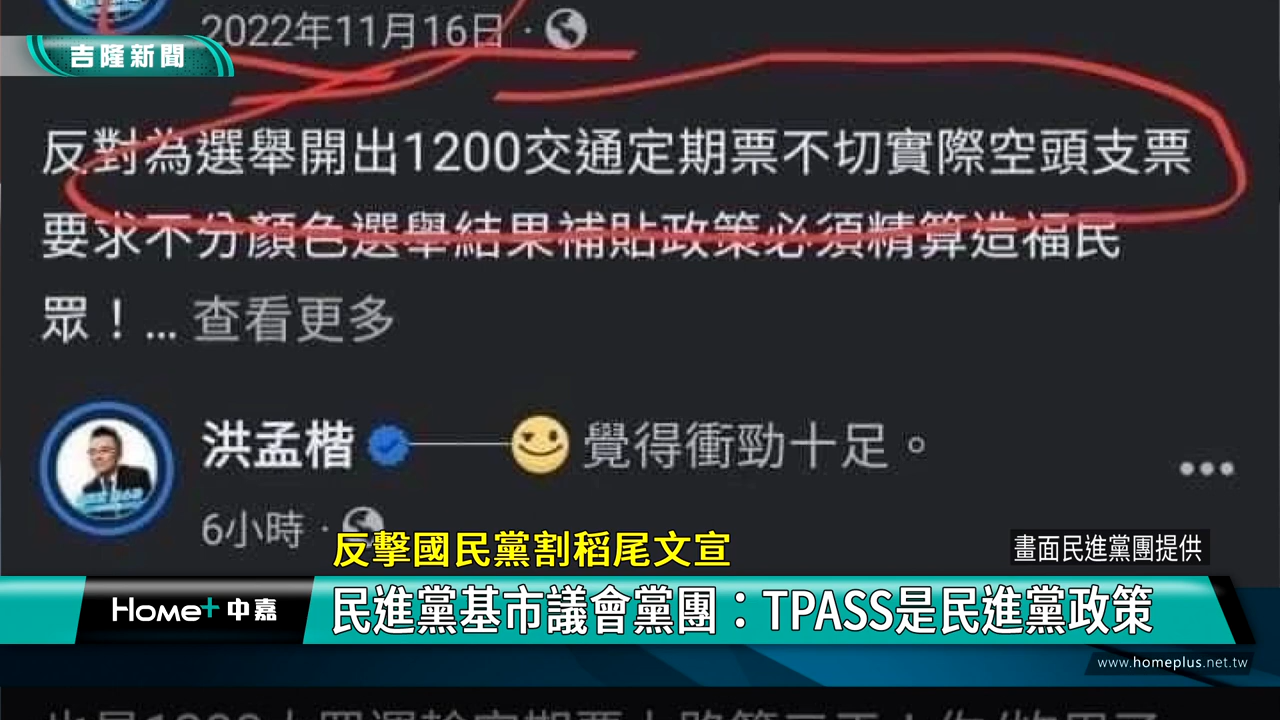 2022年11月16日 ·
吉隆新聞
反對為選舉開出1200交通定期票不切實際空頭支票
要求不分顏色選舉結果補貼政策必須精算造福民
眾！... 查看更多
洪孟楷 覺得衝勁十足。
6小時 ·
反擊國民黨割稻尾文宣
畫面民進黨團提供
Home+中嘉
民進黨基市議會黨團：TPASS是民進黨政策
www.homeplus.net.tw